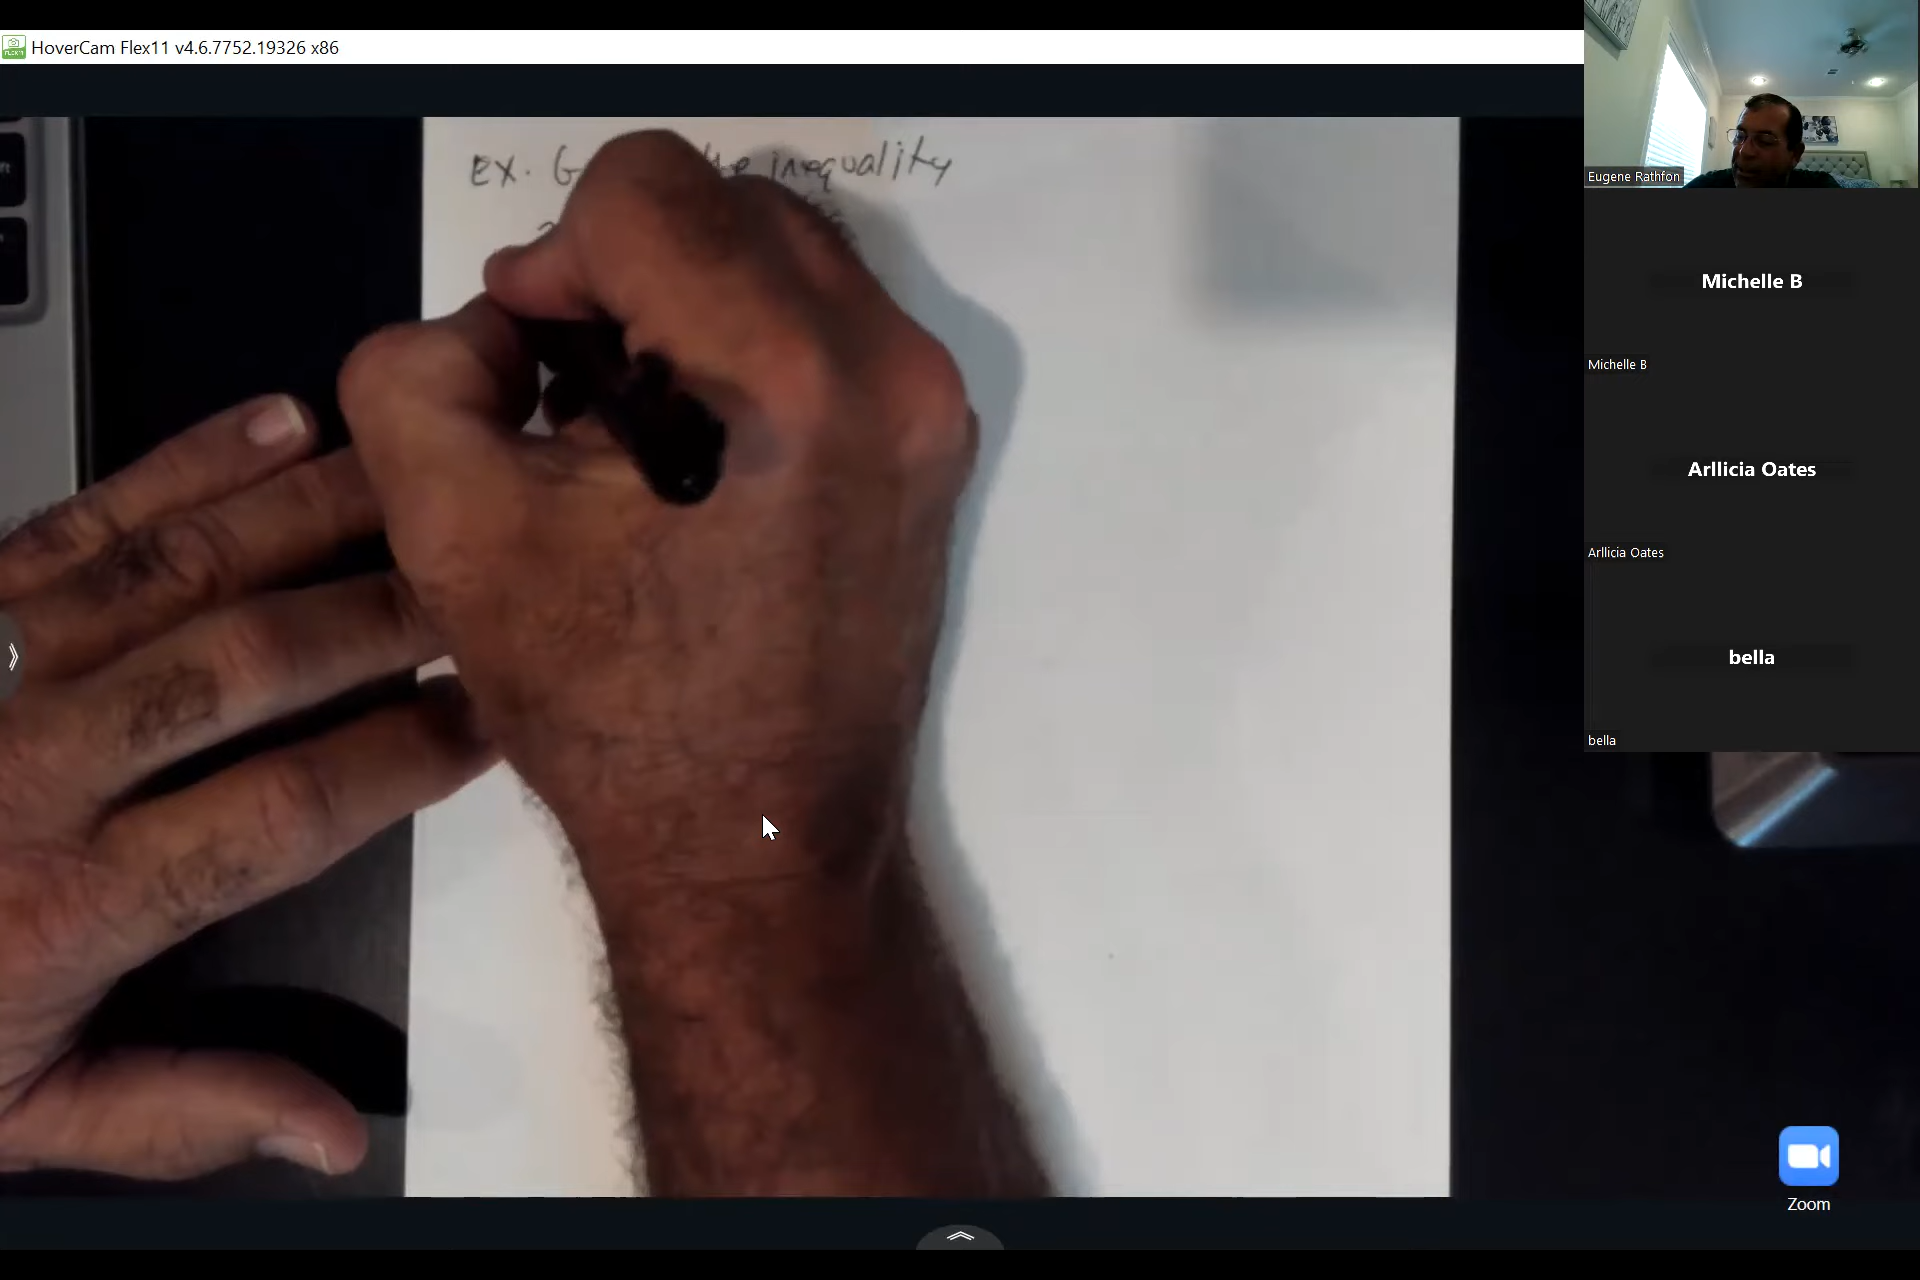 HoverCam Flex11 v4.6.7752.19326 x86
Ex. G the inequality
Eugene Rathfon
Michelle B
Michelle B
Arllicia Oates
Arllicia Oates
bella
bella
Zoom